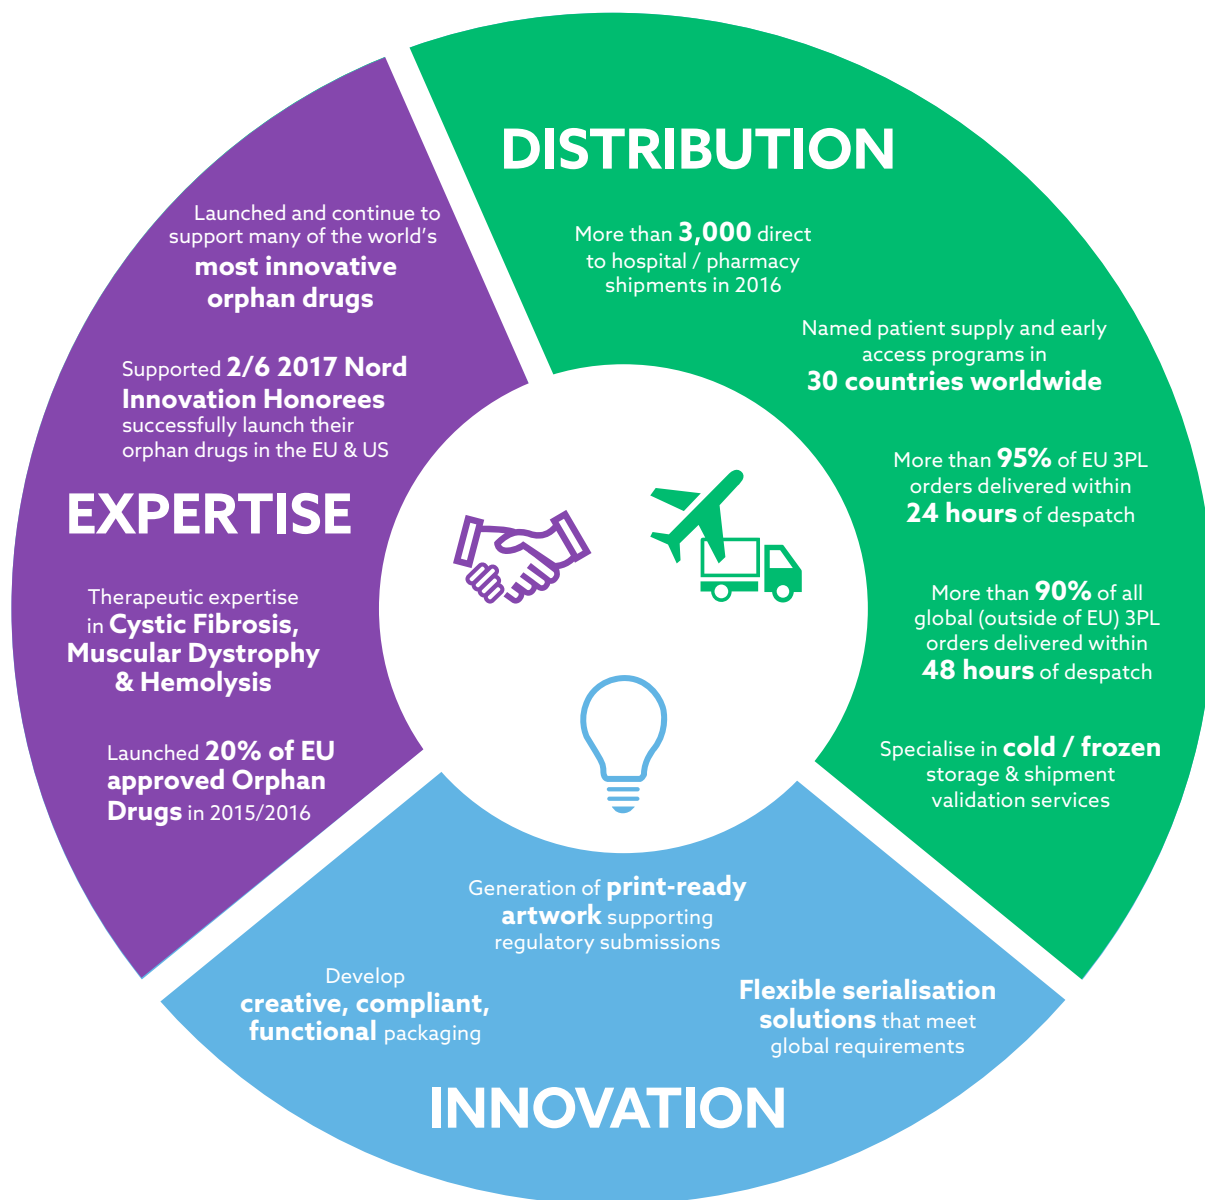 DISTRIBUTION
More than 3,000 direct
to hospital / pharmacy
shipments in 2016
Named patient supply and early
access programs in
30 countries worldwide
More than 95% of EU 3PL
orders delivered within
24 hours of despatch
More than 90% of all
global (outside of EU) 3PL
orders delivered within
48 hours of despatch
Specialise in cold / frozen
storage & shipment
validation services
Launched and continue to
support many of the world's
most innovative
orphan drugs
Supported 2/6 2017 Nord
Innovation Honorees
successfully launch their
orphan drugs in the EU & US
EXPERTISE
Therapeutic expertise
in Cystic Fibrosis,
Muscular Dystrophy
& Hemolysis
Launched 20% of EU
approved Orphan
Drugs in 2015/2016
Generation of print-ready
artwork supporting
regulatory submissions
Develop
creative, compliant,
functional packaging
Flexible serialisation
solutions that meet
global requirements
INNOVATION